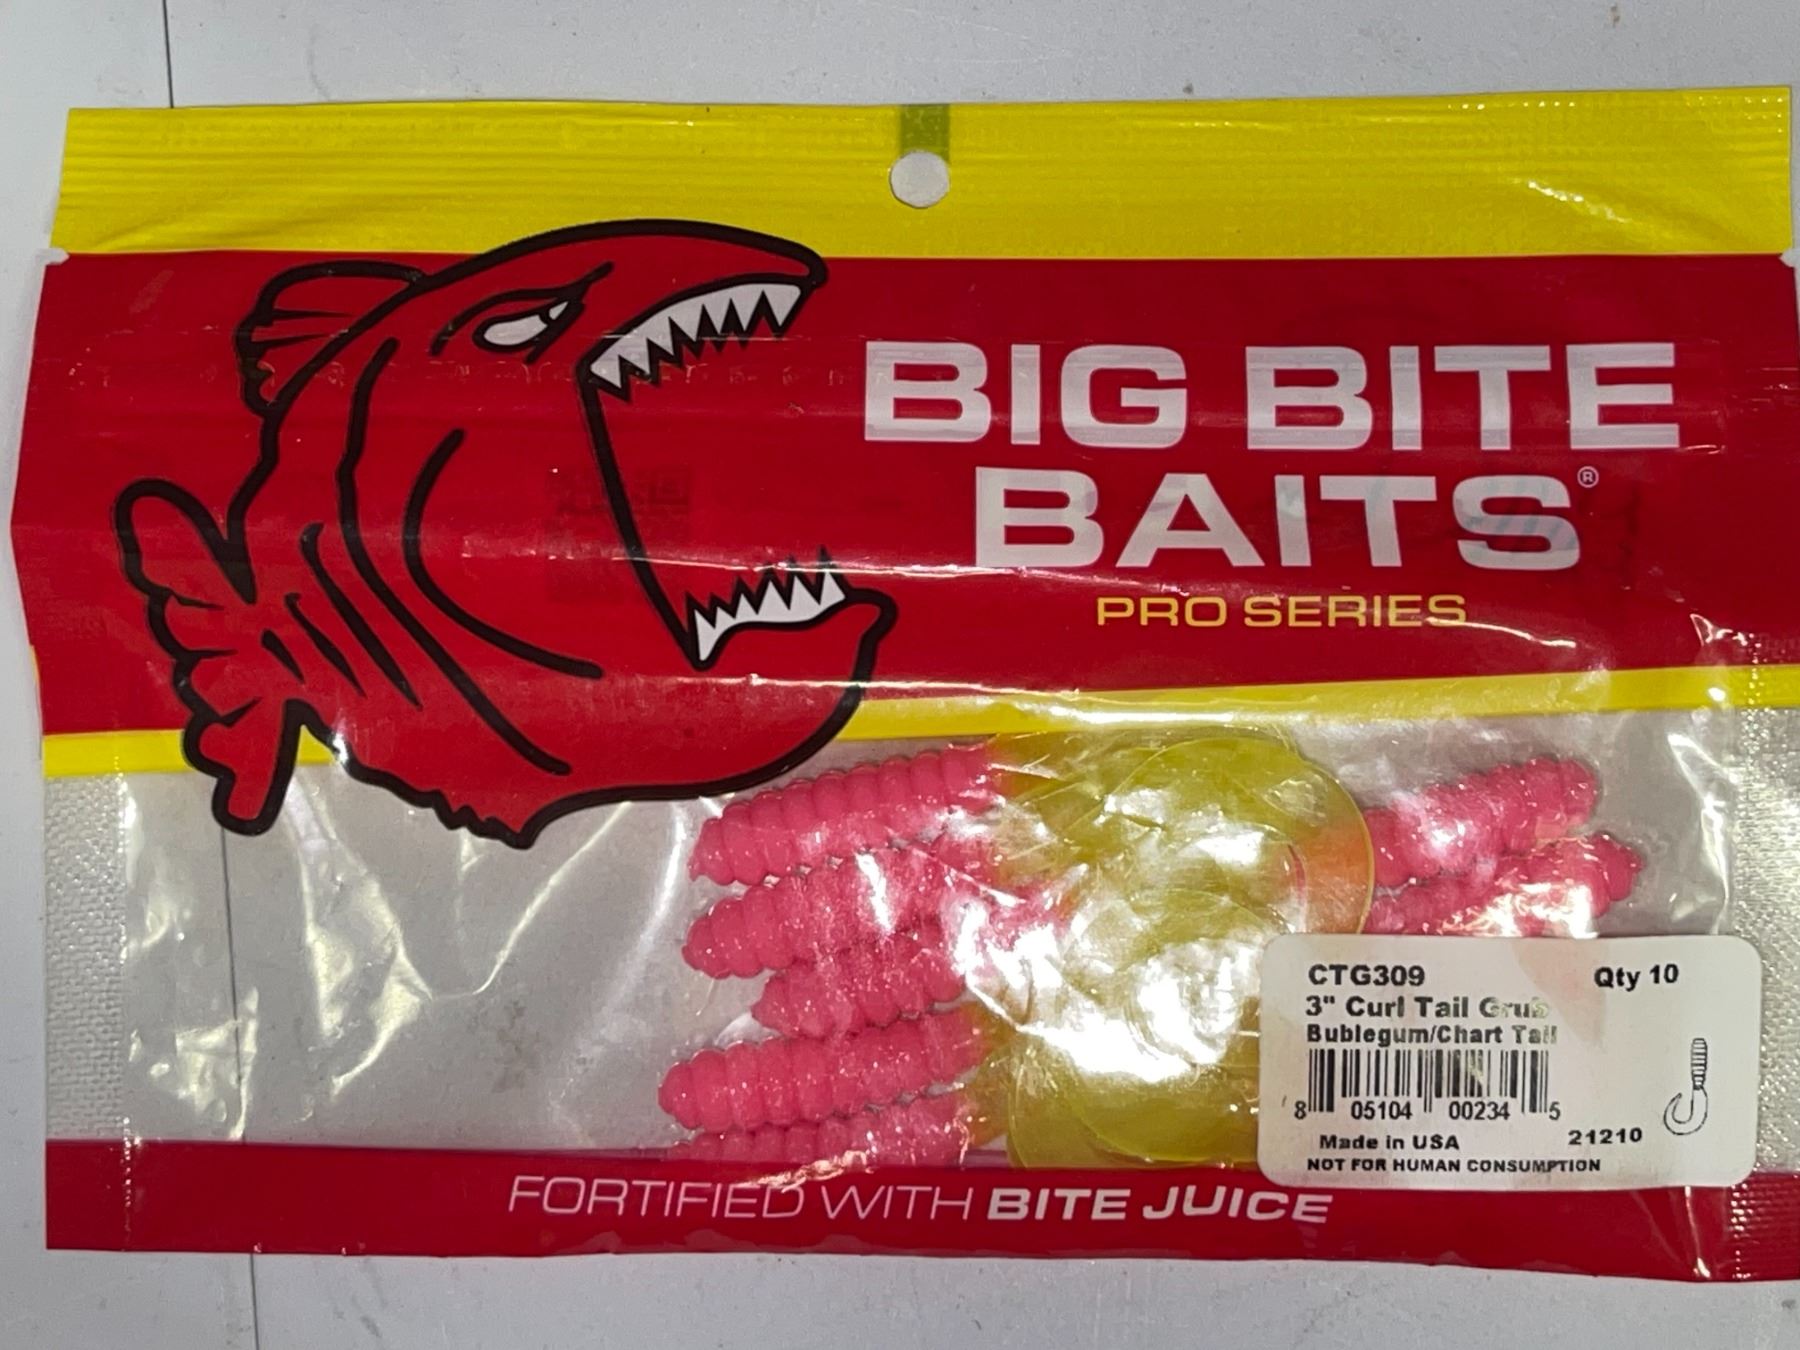 BIG BITE
BAITS®
PRO SERIES
CTG309 Qty 10
3" Curl Tail Grub
Bublegum/Chart Tail
8 05104 00234 5
Made in USA 21210
NOT FOR HUMAN CONSUMPTION
FORTIFIED WITH BITE JUICE